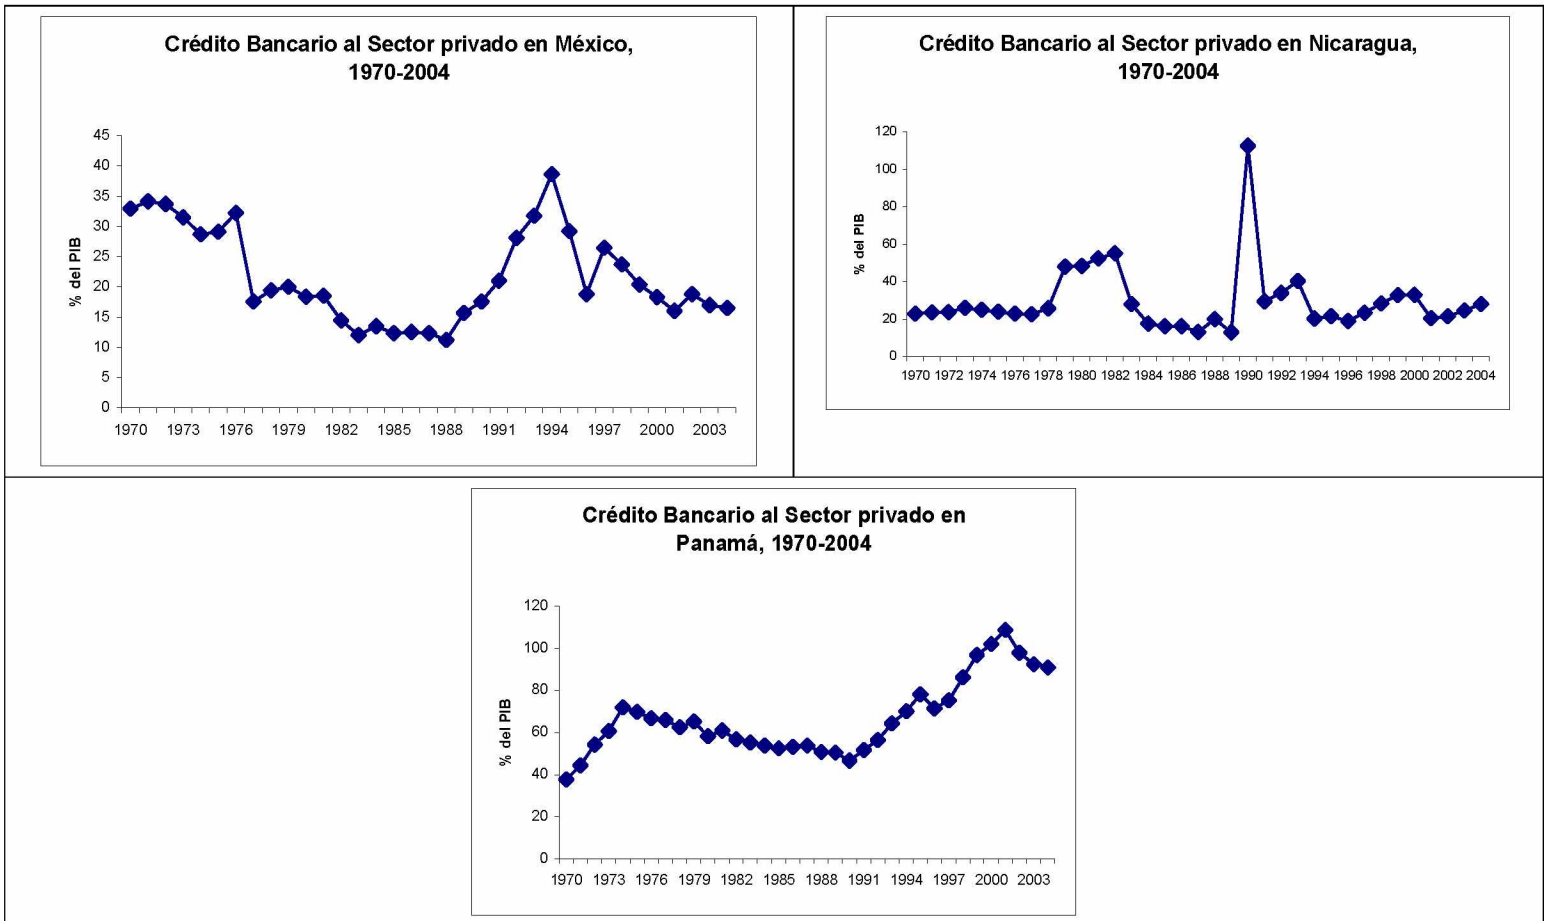 Crédito Bancario al Sector privado en México,
1970-2004
45
40
35
30
25
20
15
10
5
0
% del PIB
1970 1973 1976 1979 1982 1985 1988 1991 1994 1997 2000 2003
Crédito Bancario al Sector privado en Nicaragua,
1970-2004
120
100
80
60
40
20
0
% del PIB
1970 1972 1974 1976 1978 1980 1982 1984 1986 1988 1990 1992 1994 1996 1998 2000 2002 2004
Crédito Bancario al Sector privado en
Panamá, 1970-2004
120
100
80
60
40
20
0
% del PIB
1970 1973 1976 1979 1982 1985 1988 1991 1994 1997 2000 2003